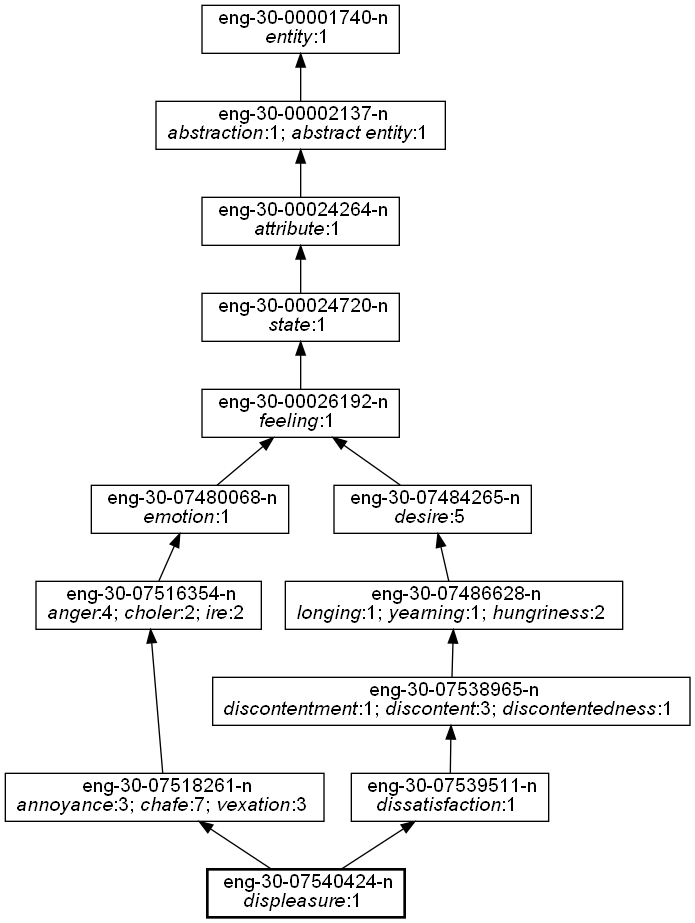 eng-30-00001740-n
entity:1
eng-30-00002137-n
abstraction:1; abstract entity:1
eng-30-00024264-n
attribute:1
eng-30-00024720-n
state:1
eng-30-00026192-n
feeling:1
eng-30-07480068-n
emotion:1
eng-30-07484265-n
desire:5
eng-30-07516354-n
anger:4; choler:2; ire:2
eng-30-07486628-n
longing:1; yearning:1; hungriness:2
eng-30-07538965-n
discontentment:1; discontent:3; discontentedness:1
eng-30-07518261-n
annoyance:3; chafe:7; vexation:3
eng-30-07539511-n
dissatisfaction:1
eng-30-07540424-n
displeasure:1